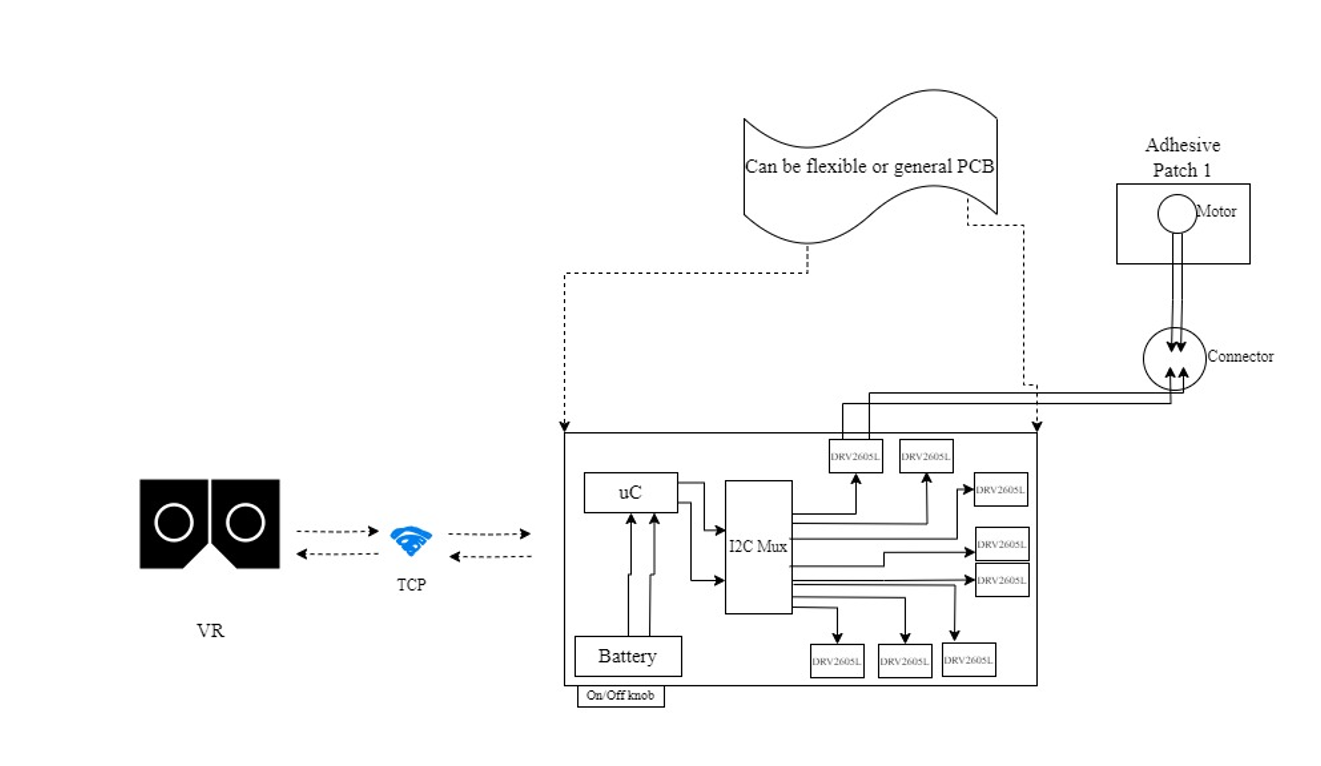 Can be flexible or general PCB
Adhesive
Patch 1
Motor
Connector
DRV2605L
DRV2605L
uC
DRV2605L
I2C Mux
DRV2605L
DRV2605L
TCP
VR
Battery
DRV2605L
DRV2605L
DRV2605L
On/Off knob